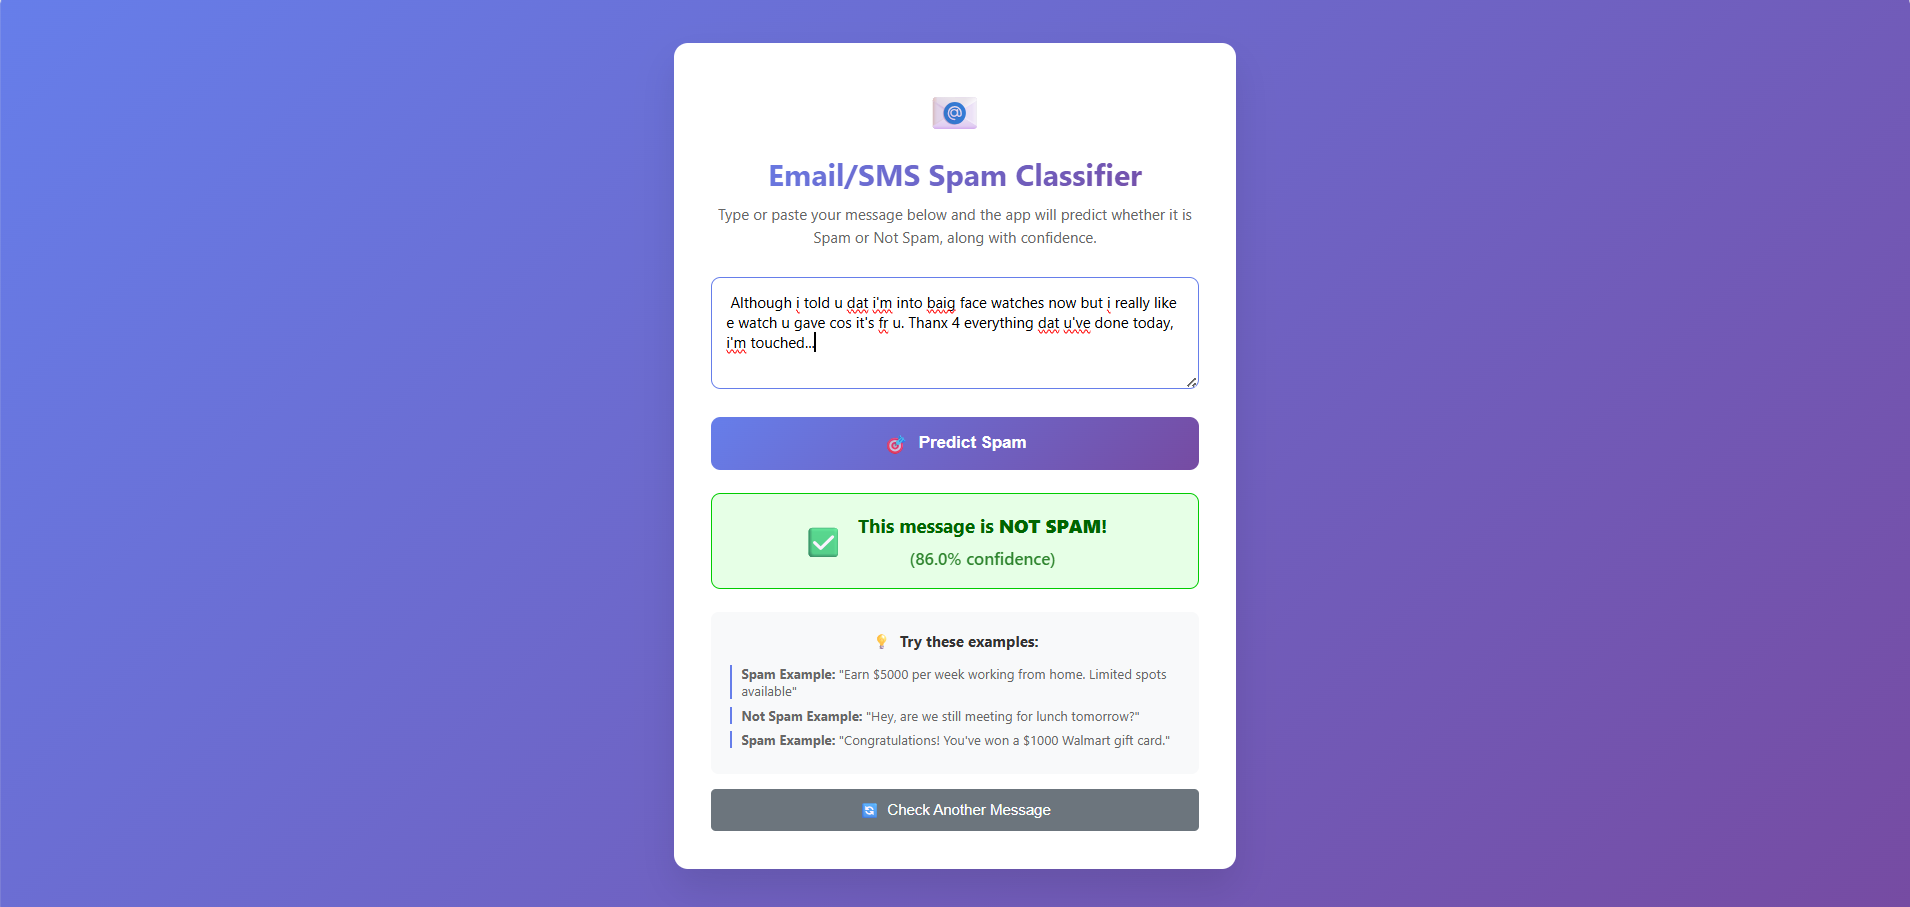 Email/SMS Spam Classifier
Type or paste your message below and the app will predict whether it is
Spam or Not Spam, along with confidence.
Although i told u dat i'm into baig face watches now but i really like
e watch u gave cos it's fr u. Thanx 4 everything dat u've done today,
i'm touched...
Predict Spam
This message is NOT SPAM!
(86.0% confidence)
Try these examples:
Spam Example: "Earn $5000 per week working from home. Limited spots
available"
Not Spam Example: "Hey, are we still meeting for lunch tomorrow?"
Spam Example: "Congratulations! You've won a $1000 Walmart gift card."
Check Another Message